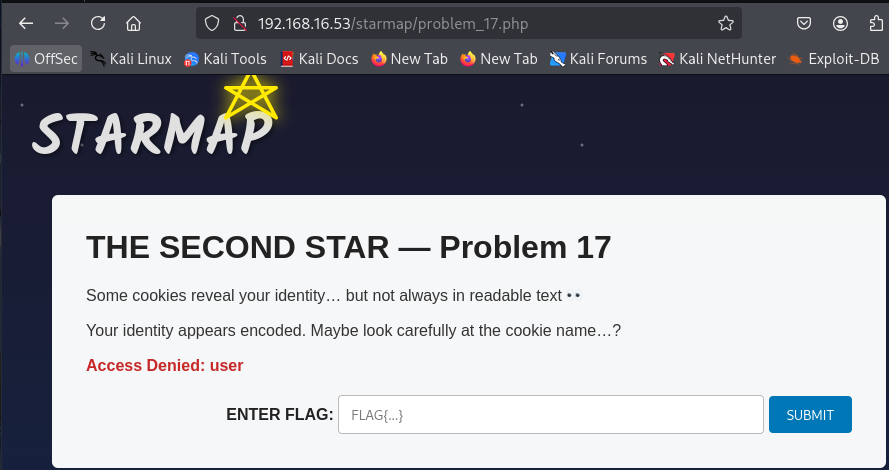 192.168.16.53/starmap/problem_17.php
OffSec Kali Linux Kali Tools Kali Docs New Tab New Tab Kali Forums Kali NetHunter Exploit-DB
STARMAP
THE SECOND STAR — Problem 17
Some cookies reveal your identity… but not always in readable text 👀
Your identity appears encoded. Maybe look carefully at the cookie name…?
Access Denied: user
ENTER FLAG: FLAG{...} SUBMIT